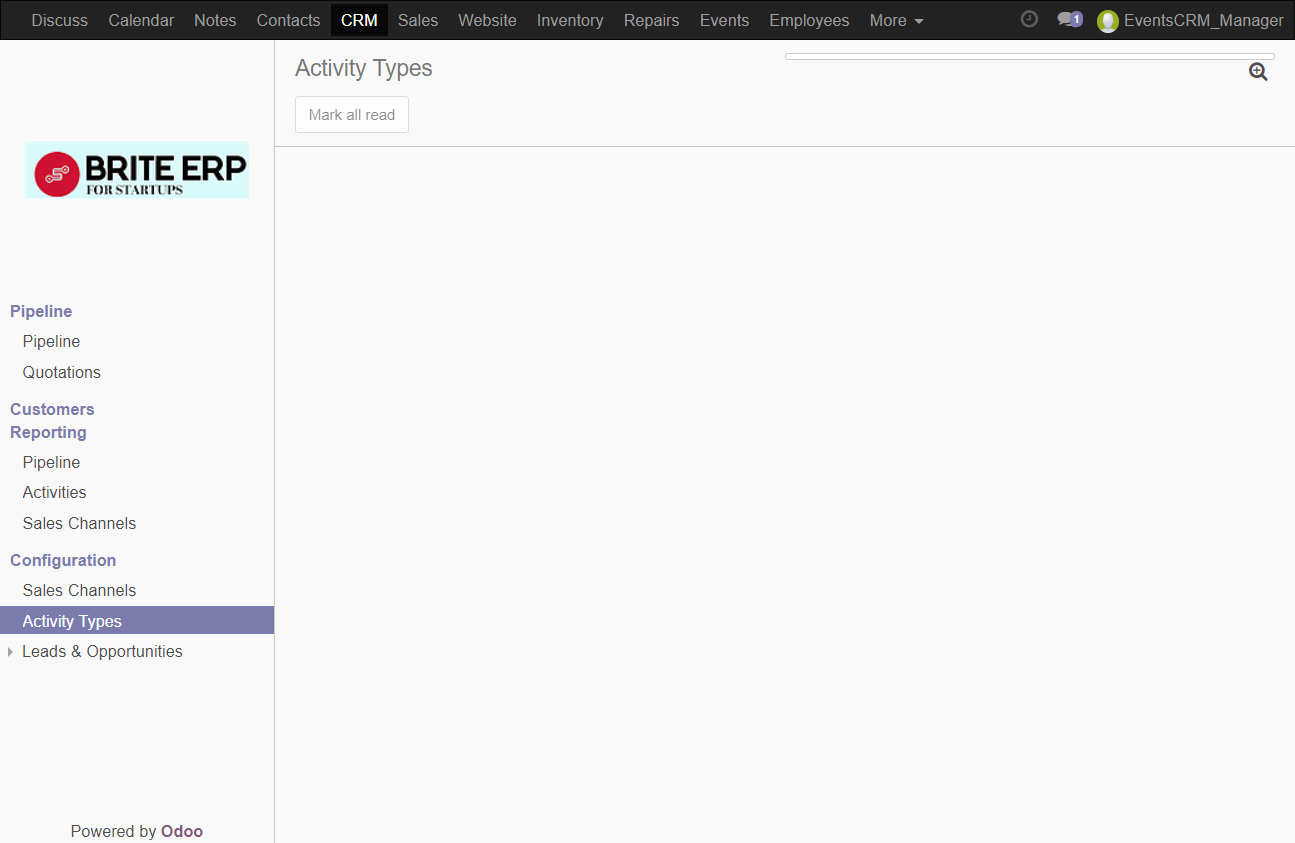 Discuss Calendar Notes Contacts CRM Sales Website Inventory Repairs Events Employees More 1 EventsCRM_Manager
Activity Types
Mark all read
BRITE ERP
FOR STARTUPS
Pipeline
Pipeline
Quotations
Customers
Reporting
Pipeline
Activities
Sales Channels
Configuration
Sales Channels
Activity Types
Leads & Opportunities
Powered by Odoo